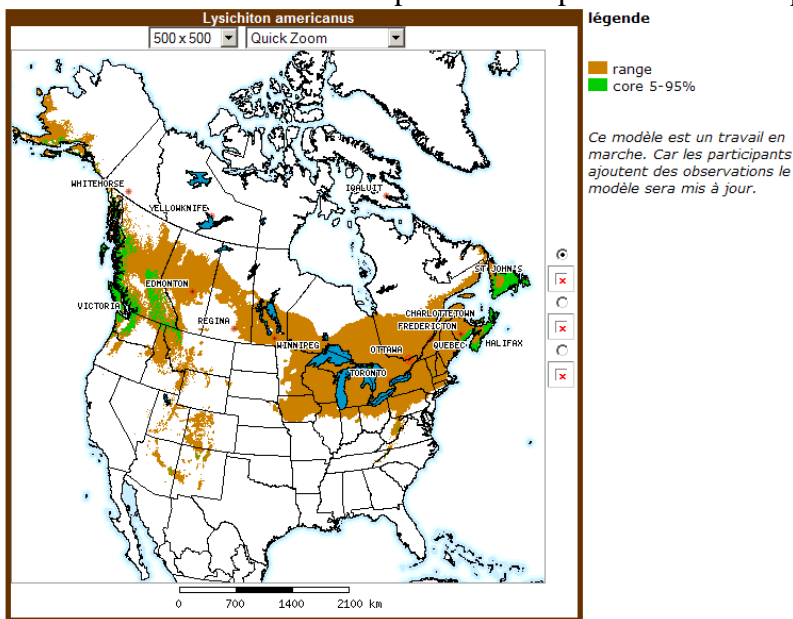 Lysichiton americanus
500 x 500
Quick Zoom
légende
range
core 5-95%
Ce modèle est un travail en
marche. Car les participants
ajoutent des observations le
modèle sera mis à jour.
WHITEHORSE
IQALUIT
YELLOWKNIFE
ST JOHN'S
EDMONTON
VICTORIA
CHARLOTTETOWN
REGINA
FREDERICTON
WINNIPEG
OTTAWA
QUEBEC
HALIFAX
TORONTO
0 700 1400 2100 km